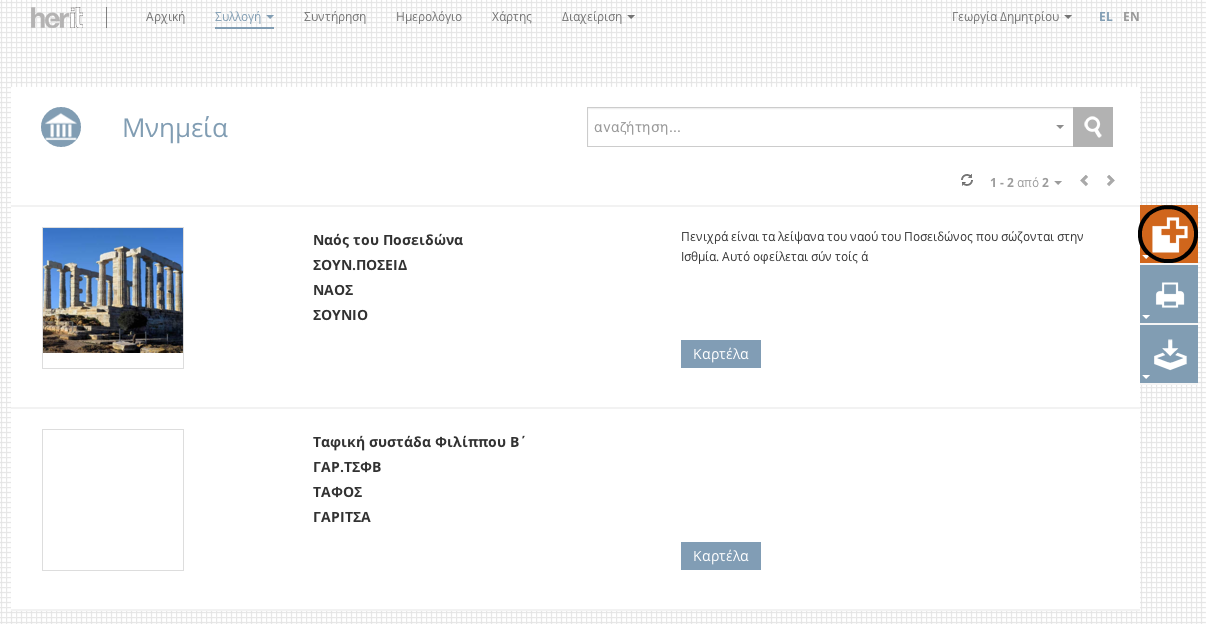 herit Αρχική Συλλογή Συντήρηση Ημερολόγιο Χάρτης Διαχείριση Γεωργία Δημητρίου EL EN
Μνημεία
αναζήτηση...
1 - 2 από 2
Ναός του Ποσειδώνα
ΣΟΥΝ.ΠΟΣΕΙΔ
ΝΑΟΣ
ΣΟΥΝΙΟ
Πενιχρά είναι τα λείψανα του ναού του Ποσειδώνος που σώζονται στην
Ισθμία. Αυτό οφείλεται σύν τοίς ά
Καρτέλα
Ταφική συστάδα Φιλίππου Β΄
ΓΑΡ.ΤΣΦΒ
ΤΑΦΟΣ
ΓΑΡΙΤΣΑ
Καρτέλα